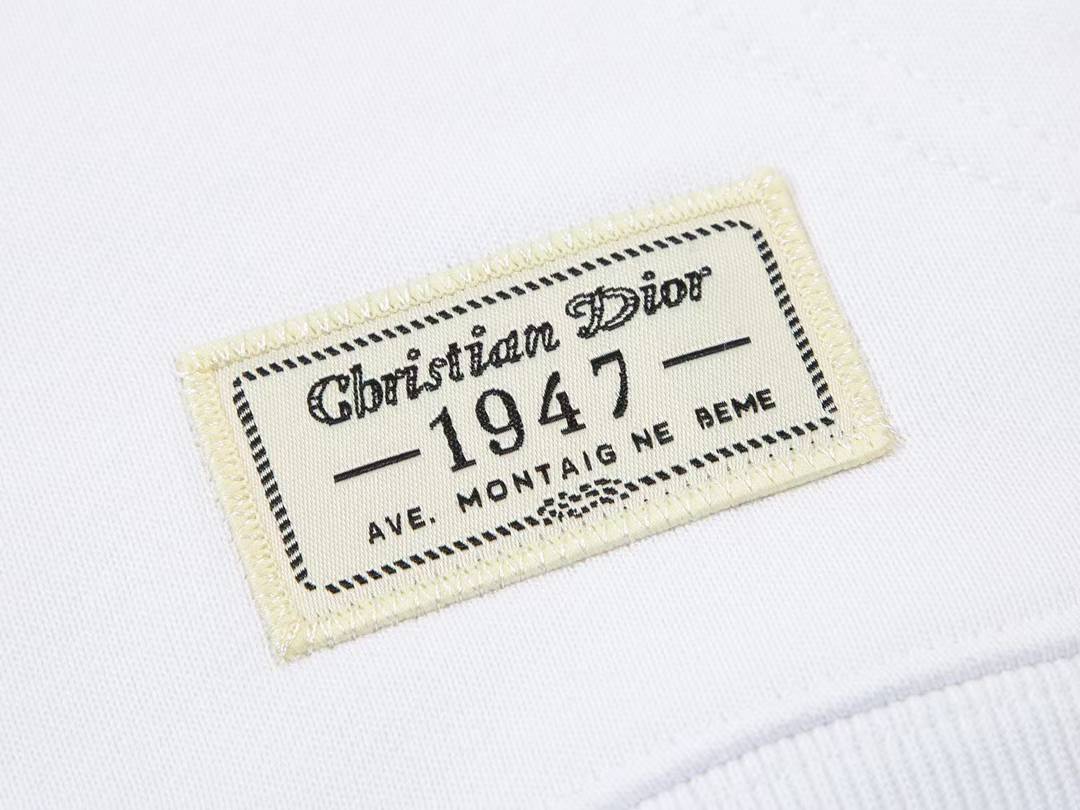 Christian Dior
—1947—
AVE. MONTAIG NE BEME